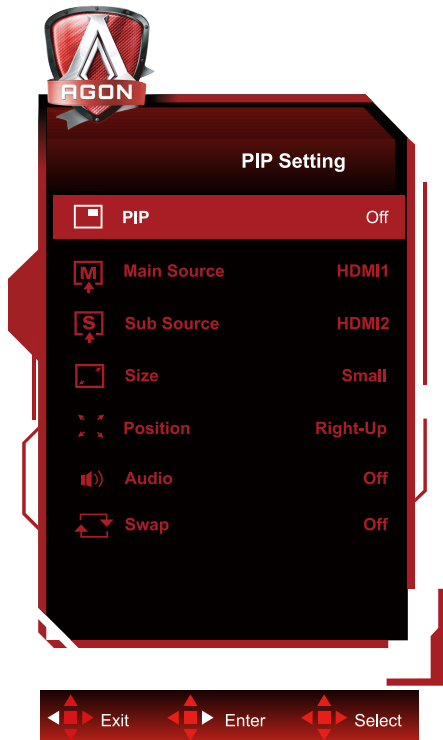 AGON
PIP Setting
PIP Off
M Main Source HDMI1
S Sub Source HDMI2
Size Small
Position Right-Up
Audio Off
Swap Off
Exit Enter Select